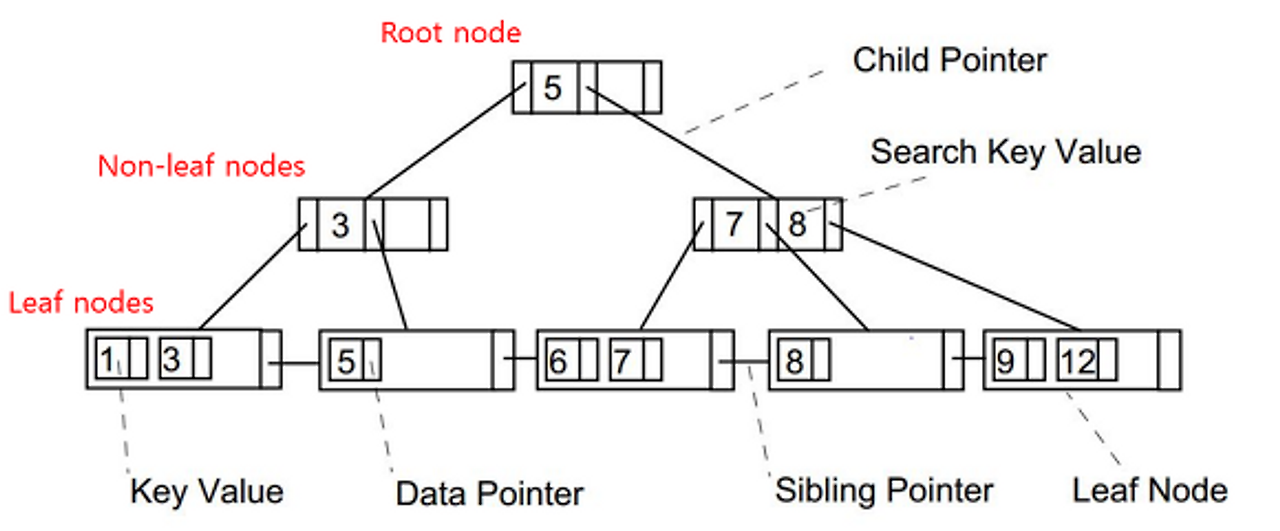 Root node
Child Pointer
5
Search Key Value
Non-leaf nodes
3
7 8
Leaf nodes
1 3 5 6 7 8 9 12
Key Value
Data Pointer
Sibling Pointer
Leaf Node